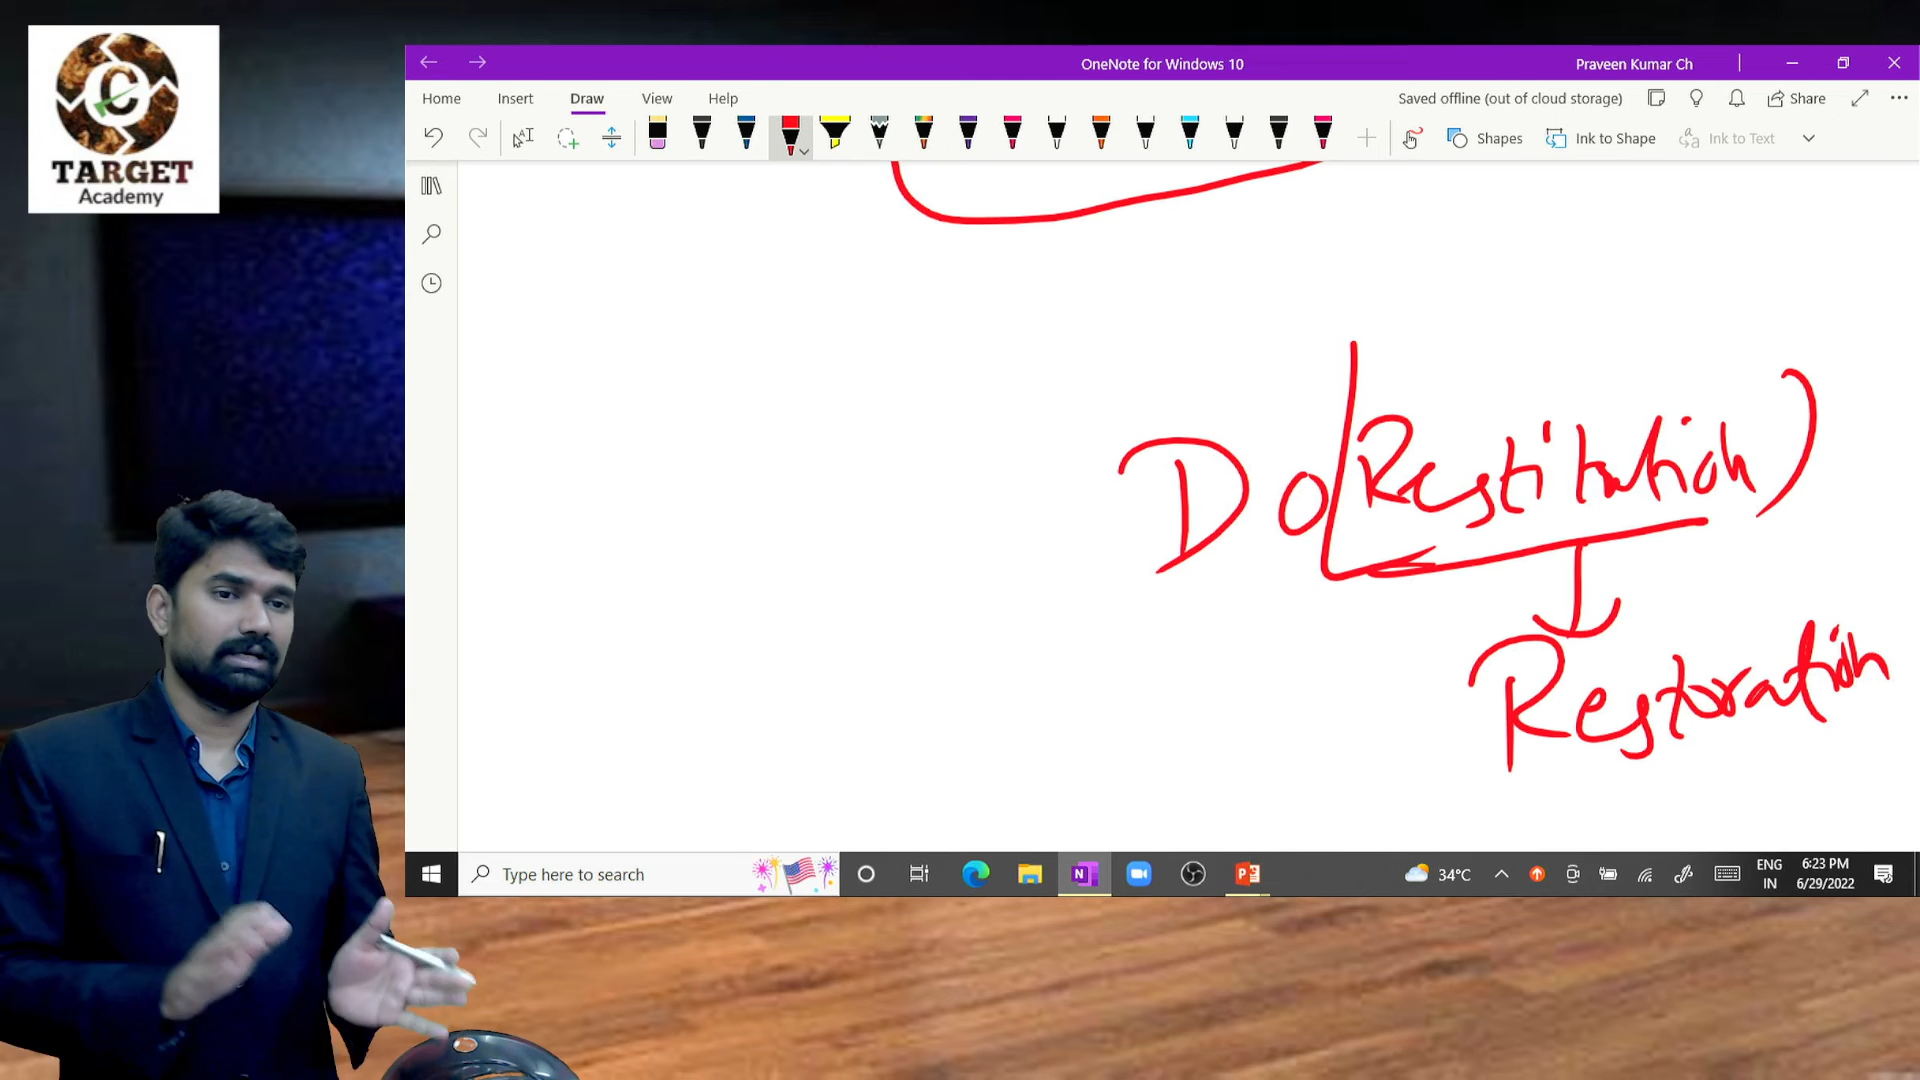 TARGET
Academy
OneNote for Windows 10
Praveen Kumar Ch
Home Insert Draw View Help
Saved offline (out of cloud storage)
Share
Shapes
Ink to Shape
Ink to Text
Do (Restitution)
Restoration
Type here to search
34°C
ENG
IN
6:23 PM
6/29/2022